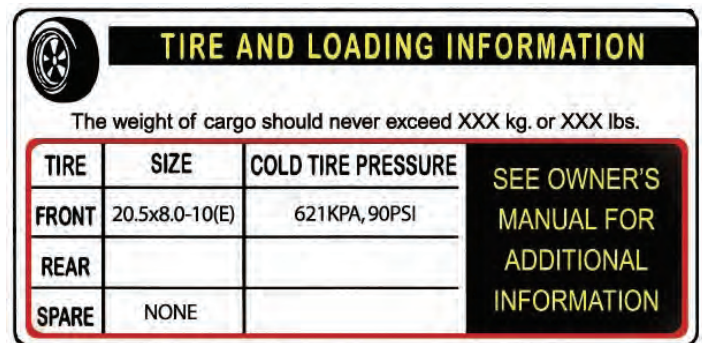 TIRE AND LOADING INFORMATION
The weight of cargo should never exceed XXX kg. or XXX lbs.
TIRE SIZE COLD TIRE PRESSURE
SEE OWNER'S
MANUAL FOR
ADDITIONAL
INFORMATION
FRONT 20.5x8.0-10(E) 621KPA, 90PSI
REAR
SPARE NONE